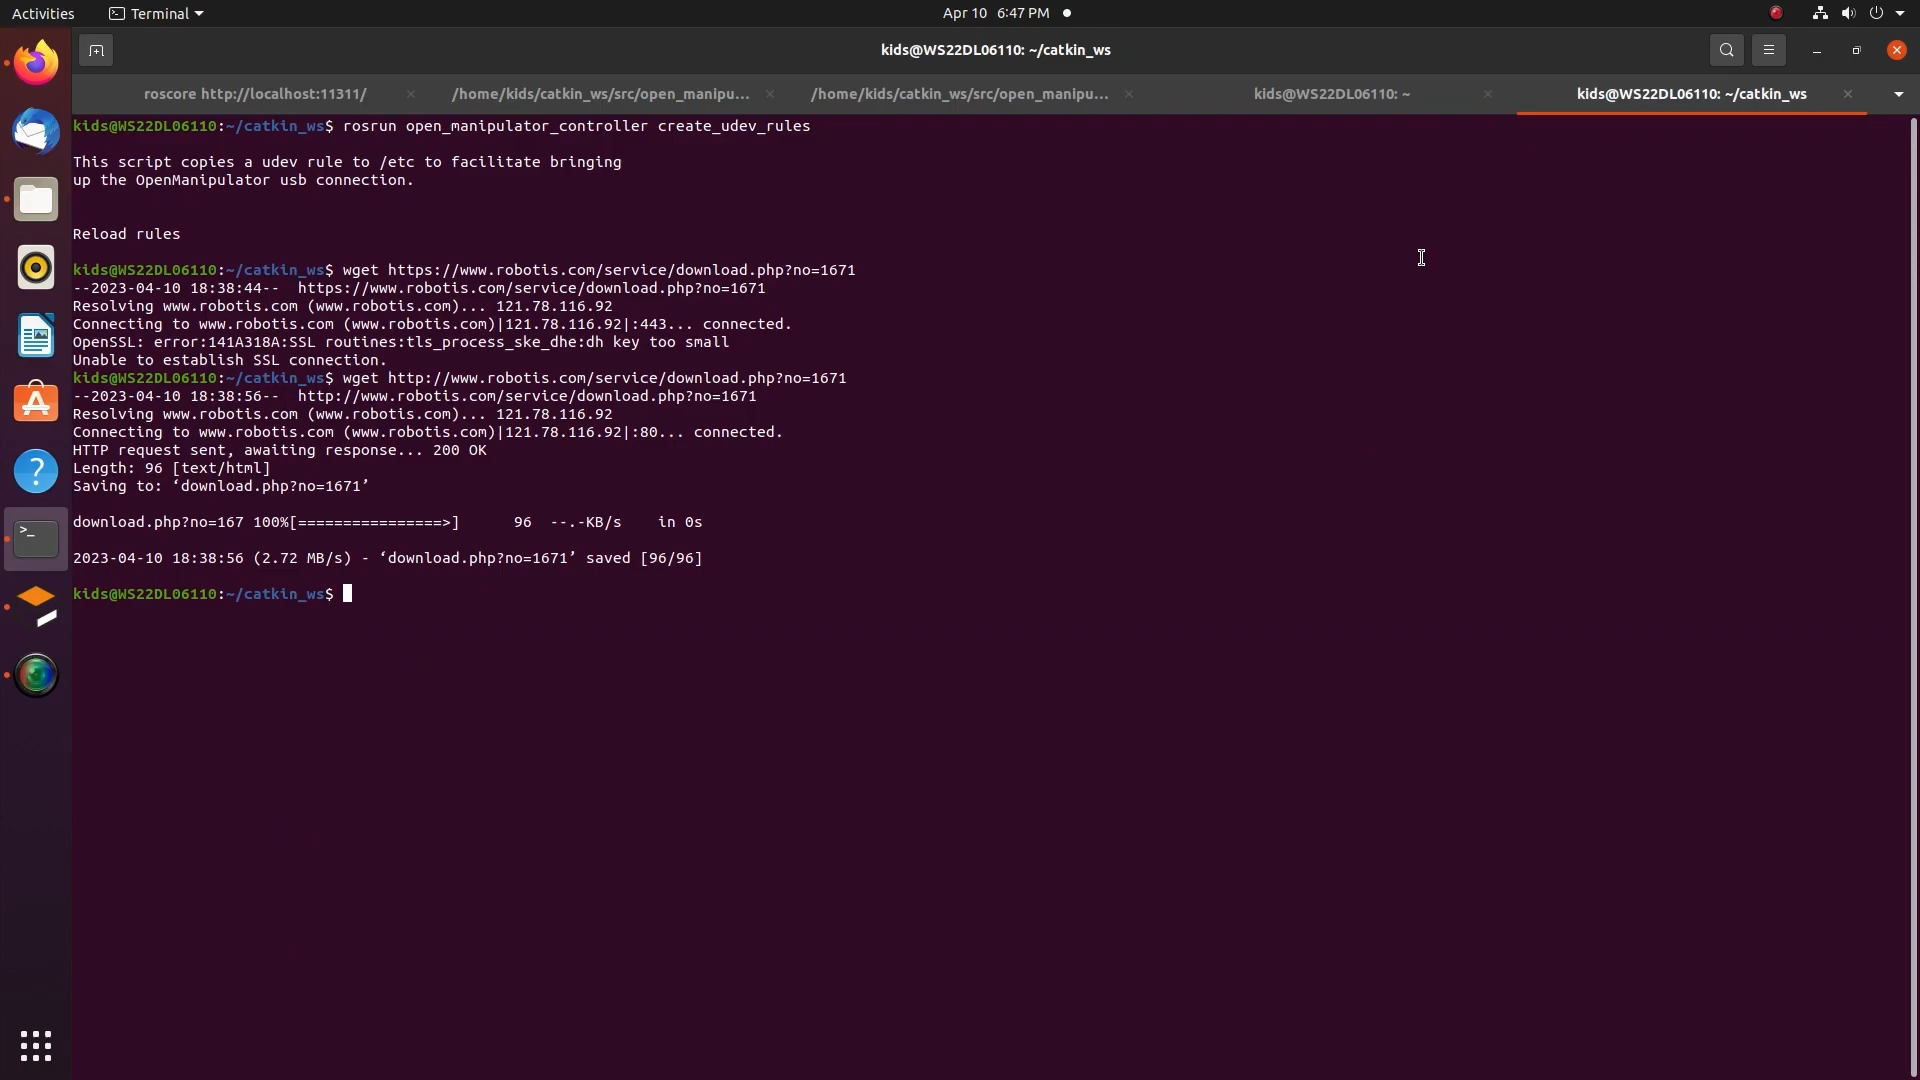 Activities
Terminal
Apr 10 6:47 PM
kids@WS22DL06110: ~/catkin_ws
roscore http://localhost:11311/
/home/kids/catkin_ws/src/open_manipu...
/home/kids/catkin_ws/src/open_manipu...
kids@WS22DL06110: ~
kids@WS22DL06110: ~/catkin_ws
kids@WS22DL06110:~/catkin_ws$ rosrun open_manipulator_controller create_udev_rules
This script copies a udev rule to /etc to facilitate bringing
up the OpenManipulator usb connection.
Reload rules
kids@WS22DL06110:~/catkin_ws$ wget https://www.robotis.com/service/download.php?no=1671
--2023-04-10 18:38:44-- https://www.robotis.com/service/download.php?no=1671
Resolving www.robotis.com (www.robotis.com)... 121.78.116.92
Connecting to www.robotis.com (www.robotis.com)|121.78.116.92|:443... connected.
OpenSSL: error:141A318A:SSL routines:tls_process_ske_dhe:dh key too small
Unable to establish SSL connection.
kids@WS22DL06110:~/catkin_ws$ wget http://www.robotis.com/service/download.php?no=1671
--2023-04-10 18:38:56-- http://www.robotis.com/service/download.php?no=1671
Resolving www.robotis.com (www.robotis.com)... 121.78.116.92
Connecting to www.robotis.com (www.robotis.com)|121.78.116.92|:80... connected.
HTTP request sent, awaiting response... 200 OK
Length: 96 [text/html]
Saving to: ‘download.php?no=1671’
download.php?no=167 100%[================>] 96 --.-KB/s in 0s
2023-04-10 18:38:56 (2.72 MB/s) - ‘download.php?no=1671’ saved [96/96]
kids@WS22DL06110:~/catkin_ws$